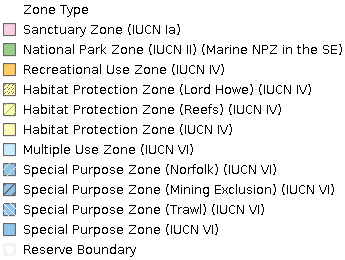 Zone Type
Sanctuary Zone (IUCN Ia)
National Park Zone (IUCN II) (Marine NPZ in the SE)
Recreational Use Zone (IUCN IV)
Habitat Protection Zone (Lord Howe) (IUCN IV)
Habitat Protection Zone (Reefs) (IUCN IV)
Habitat Protection Zone (IUCN IV)
Multiple Use Zone (IUCN VI)
Special Purpose Zone (Norfolk) (IUCN VI)
Special Purpose Zone (Mining Exclusion) (IUCN VI)
Special Purpose Zone (Trawl) (IUCN VI)
Special Purpose Zone (IUCN VI)
Reserve Boundary